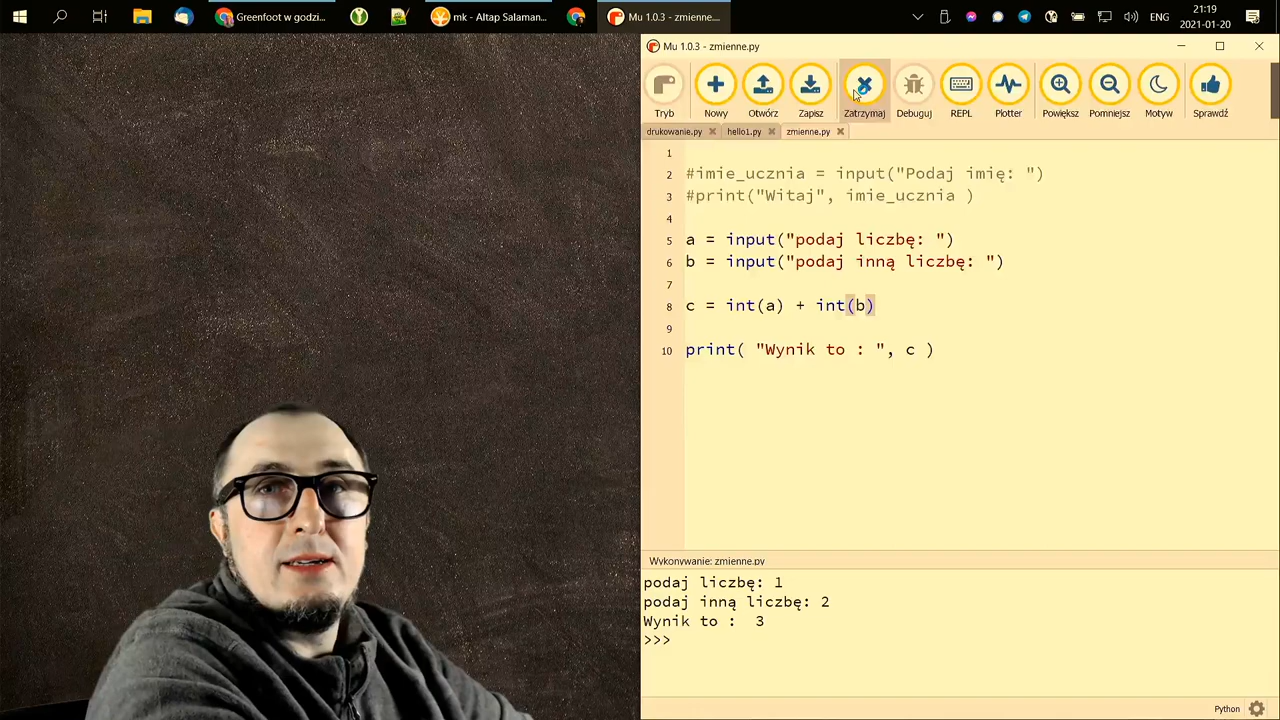 Greenfoot w godzi...
mk - Altap Salaman...
Mu 1.0.3 - zmienne....
ENG
21:19
2021-01-20
Mu 1.0.3 - zmienne.py
Tryb
Nowy
Otwórz
Zapisz
Zatrzymaj
Debuguj
REPL
Plotter
Powiększ
Pomniejsz
Motyw
Sprawdź
drukowanie.py
hello1.py
zmienne.py
1
2 #imie_ucznia = input("Podaj imię: ")
3 #print("Witaj", imie_ucznia )
4
5 a = input("podaj liczbę: ")
6 b = input("podaj inną liczbę: ")
7
8 c = int(a) + int(b)
9
10 print( "Wynik to : ", c )
Wykonywanie: zmienne.py
podaj liczbę: 1
podaj inną liczbę: 2
Wynik to :  3
>>>
Python